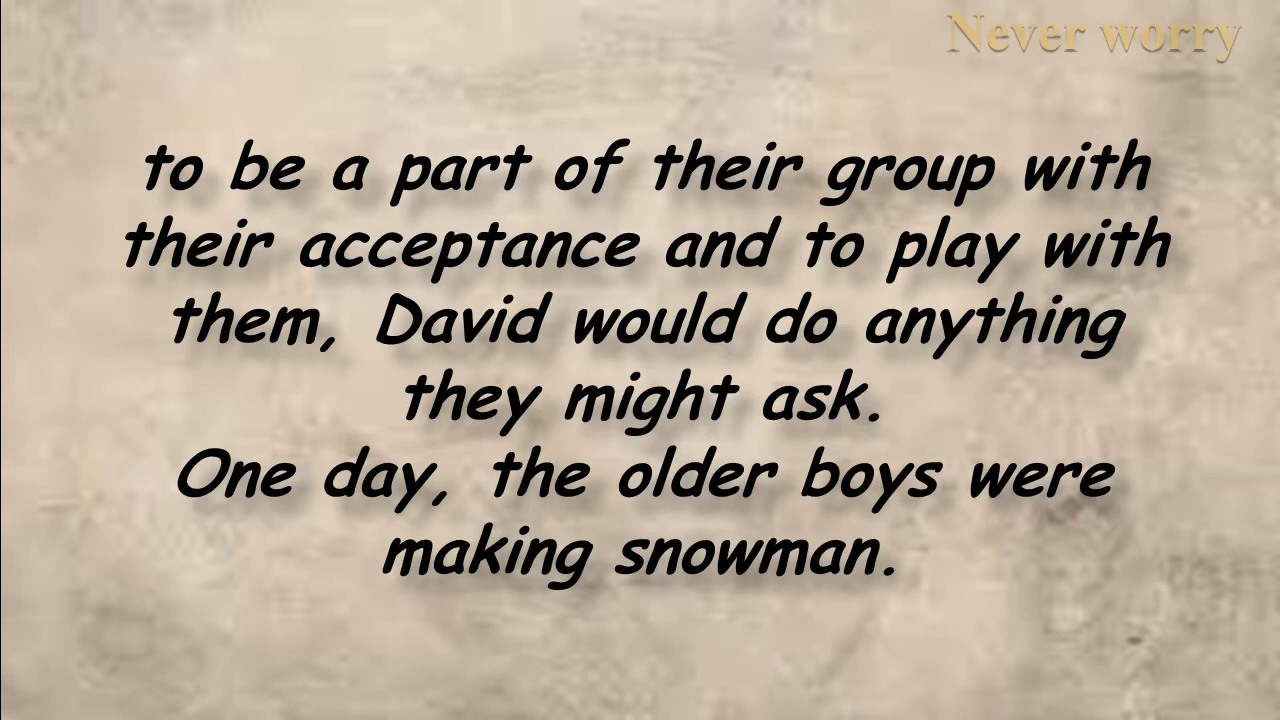 Never worry
to be a part of their group with
their acceptance and to play with
them, David would do anything
they might ask.
One day, the older boys were
making snowman.